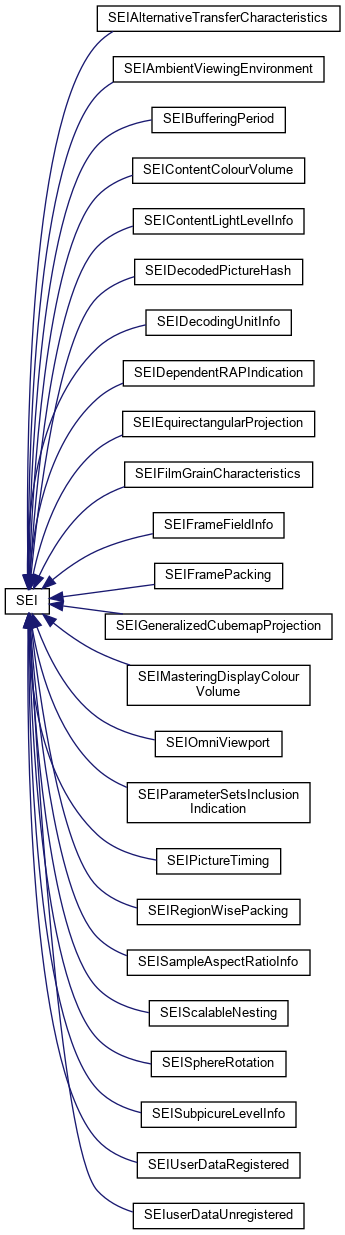 SEIAlternativeTransferCharacteristics
SEIAmbientViewingEnvironment
SEIBufferingPeriod
SEIContentColourVolume
SEIContentLightLevelInfo
SEIDecodedPictureHash
SEIDecodingUnitInfo
SEIDependentRAPIndication
SEIEquirectangularProjection
SEIFilmGrainCharacteristics
SEIFrameFieldInfo
SEIFramePacking
SEI
SEIGeneralizedCubemapProjection
SEIMasteringDisplayColour
Volume
SEIOmniViewport
SEIParameterSetsInclusion
Indication
SEIPictureTiming
SEIRegionWisePacking
SEISampleAspectRatioInfo
SEIScalableNesting
SEISphereRotation
SEISubpicureLevelInfo
SEIUserDataRegistered
SEIuserDataUnregistered